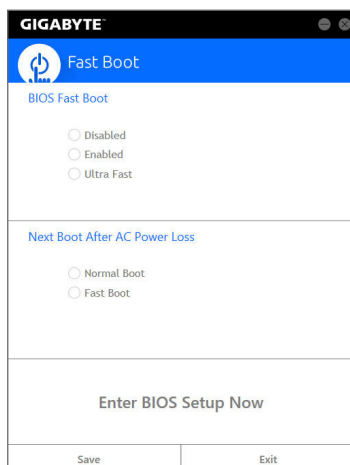 GIGABYTE™
Fast Boot
BIOS Fast Boot
Disabled
Enabled
Ultra Fast
Next Boot After AC Power Loss
Normal Boot
Fast Boot
Enter BIOS Setup Now
Save
Exit